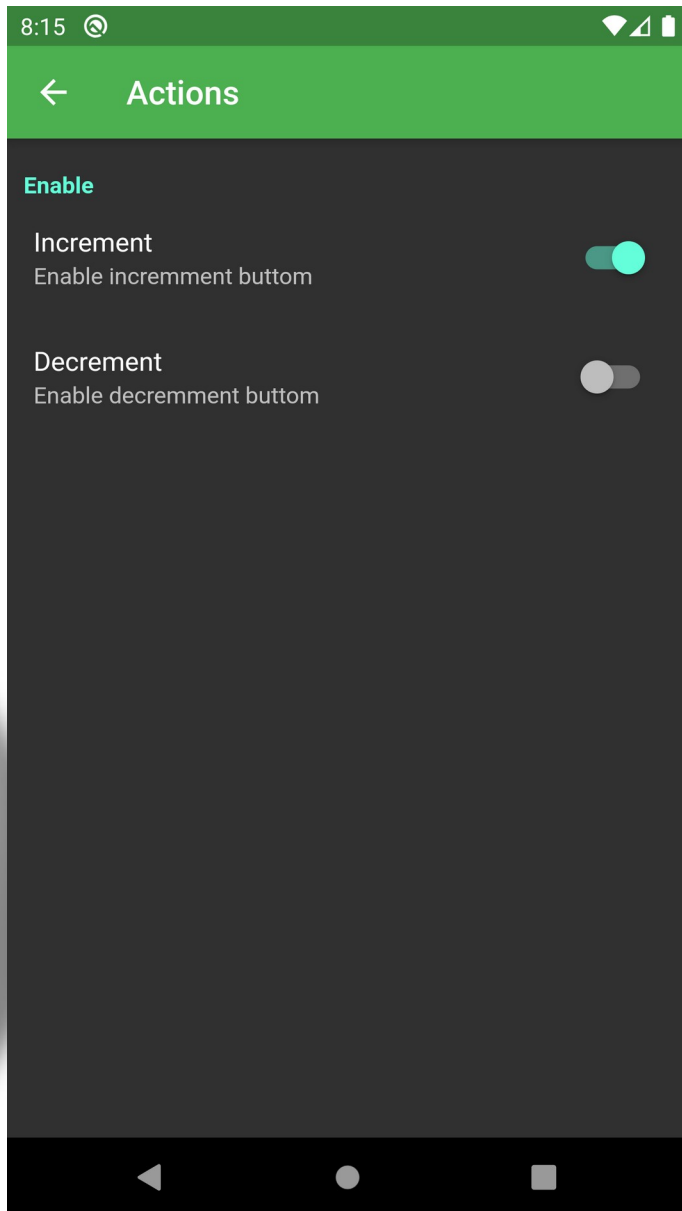 8:15
Actions
Enable
Increment
Enable incremment buttom
Decrement
Enable decremment buttom